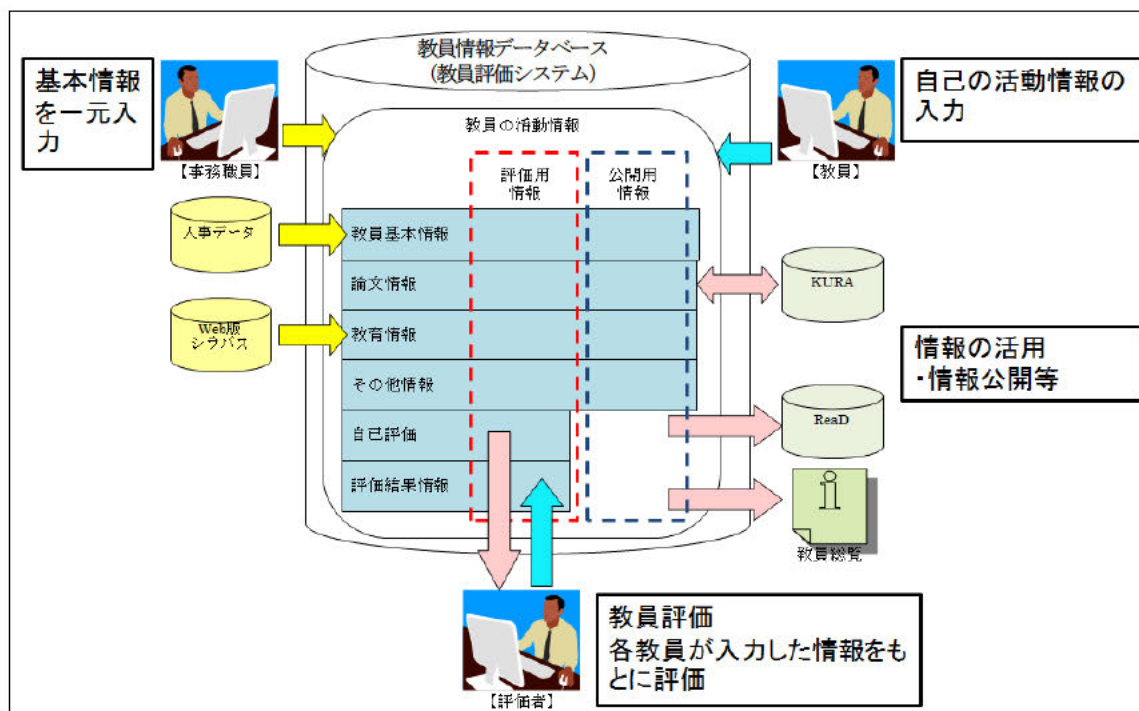 教員情報データベース
(教員評価システム)
基本情報
を一元入
力
【事務職員】
自己の活動情報の
入力
【教員】
教員の活動情報
評価用
情報
公開用
情報
人事データ
教員基本情報
論文情報
KURA
Web版
シラバス
教育情報
情報の活用
・情報公開等
その他情報
自己評価
ReaD
評価結果情報
i
教員総覧
教員評価
各教員が入力した情報をも
とに評価
【評価者】